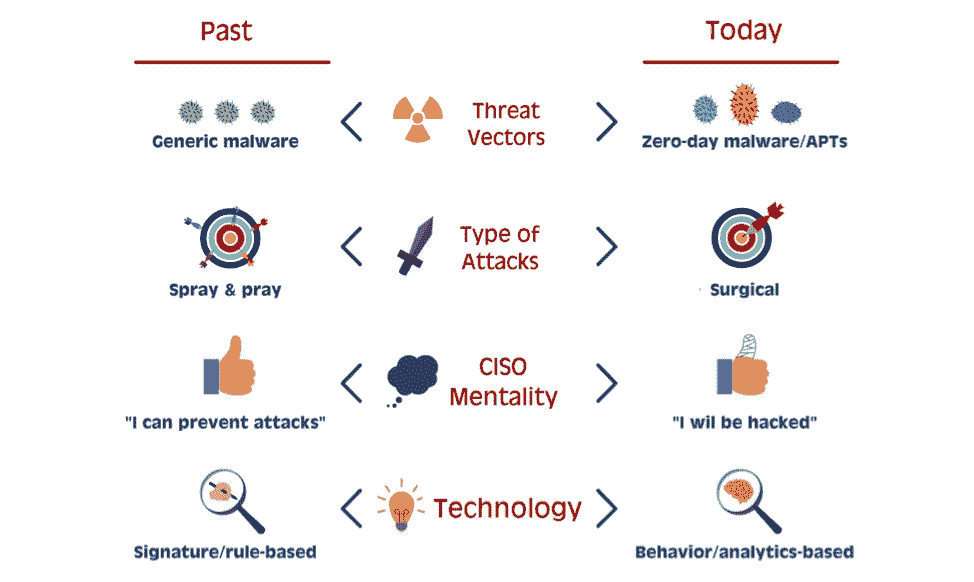 Past
Today
Threat
Vectors
Generic malware
Zero-day malware/APTs
Type of
Attacks
Spray & pray
Surgical
CISO
Mentality
"I can prevent attacks"
"I wil be hacked"
Technology
Signature/rule-based
Behavior/analytics-based